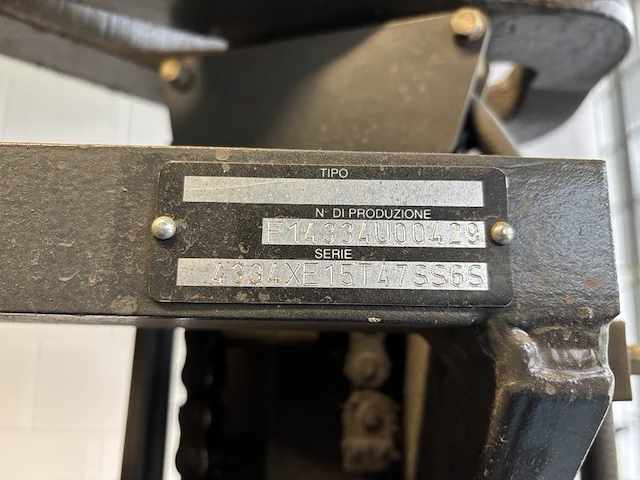 TIPO
N° DI PRODUZIONE
F14334U00429
SERIE
4334XE15T47SS6S